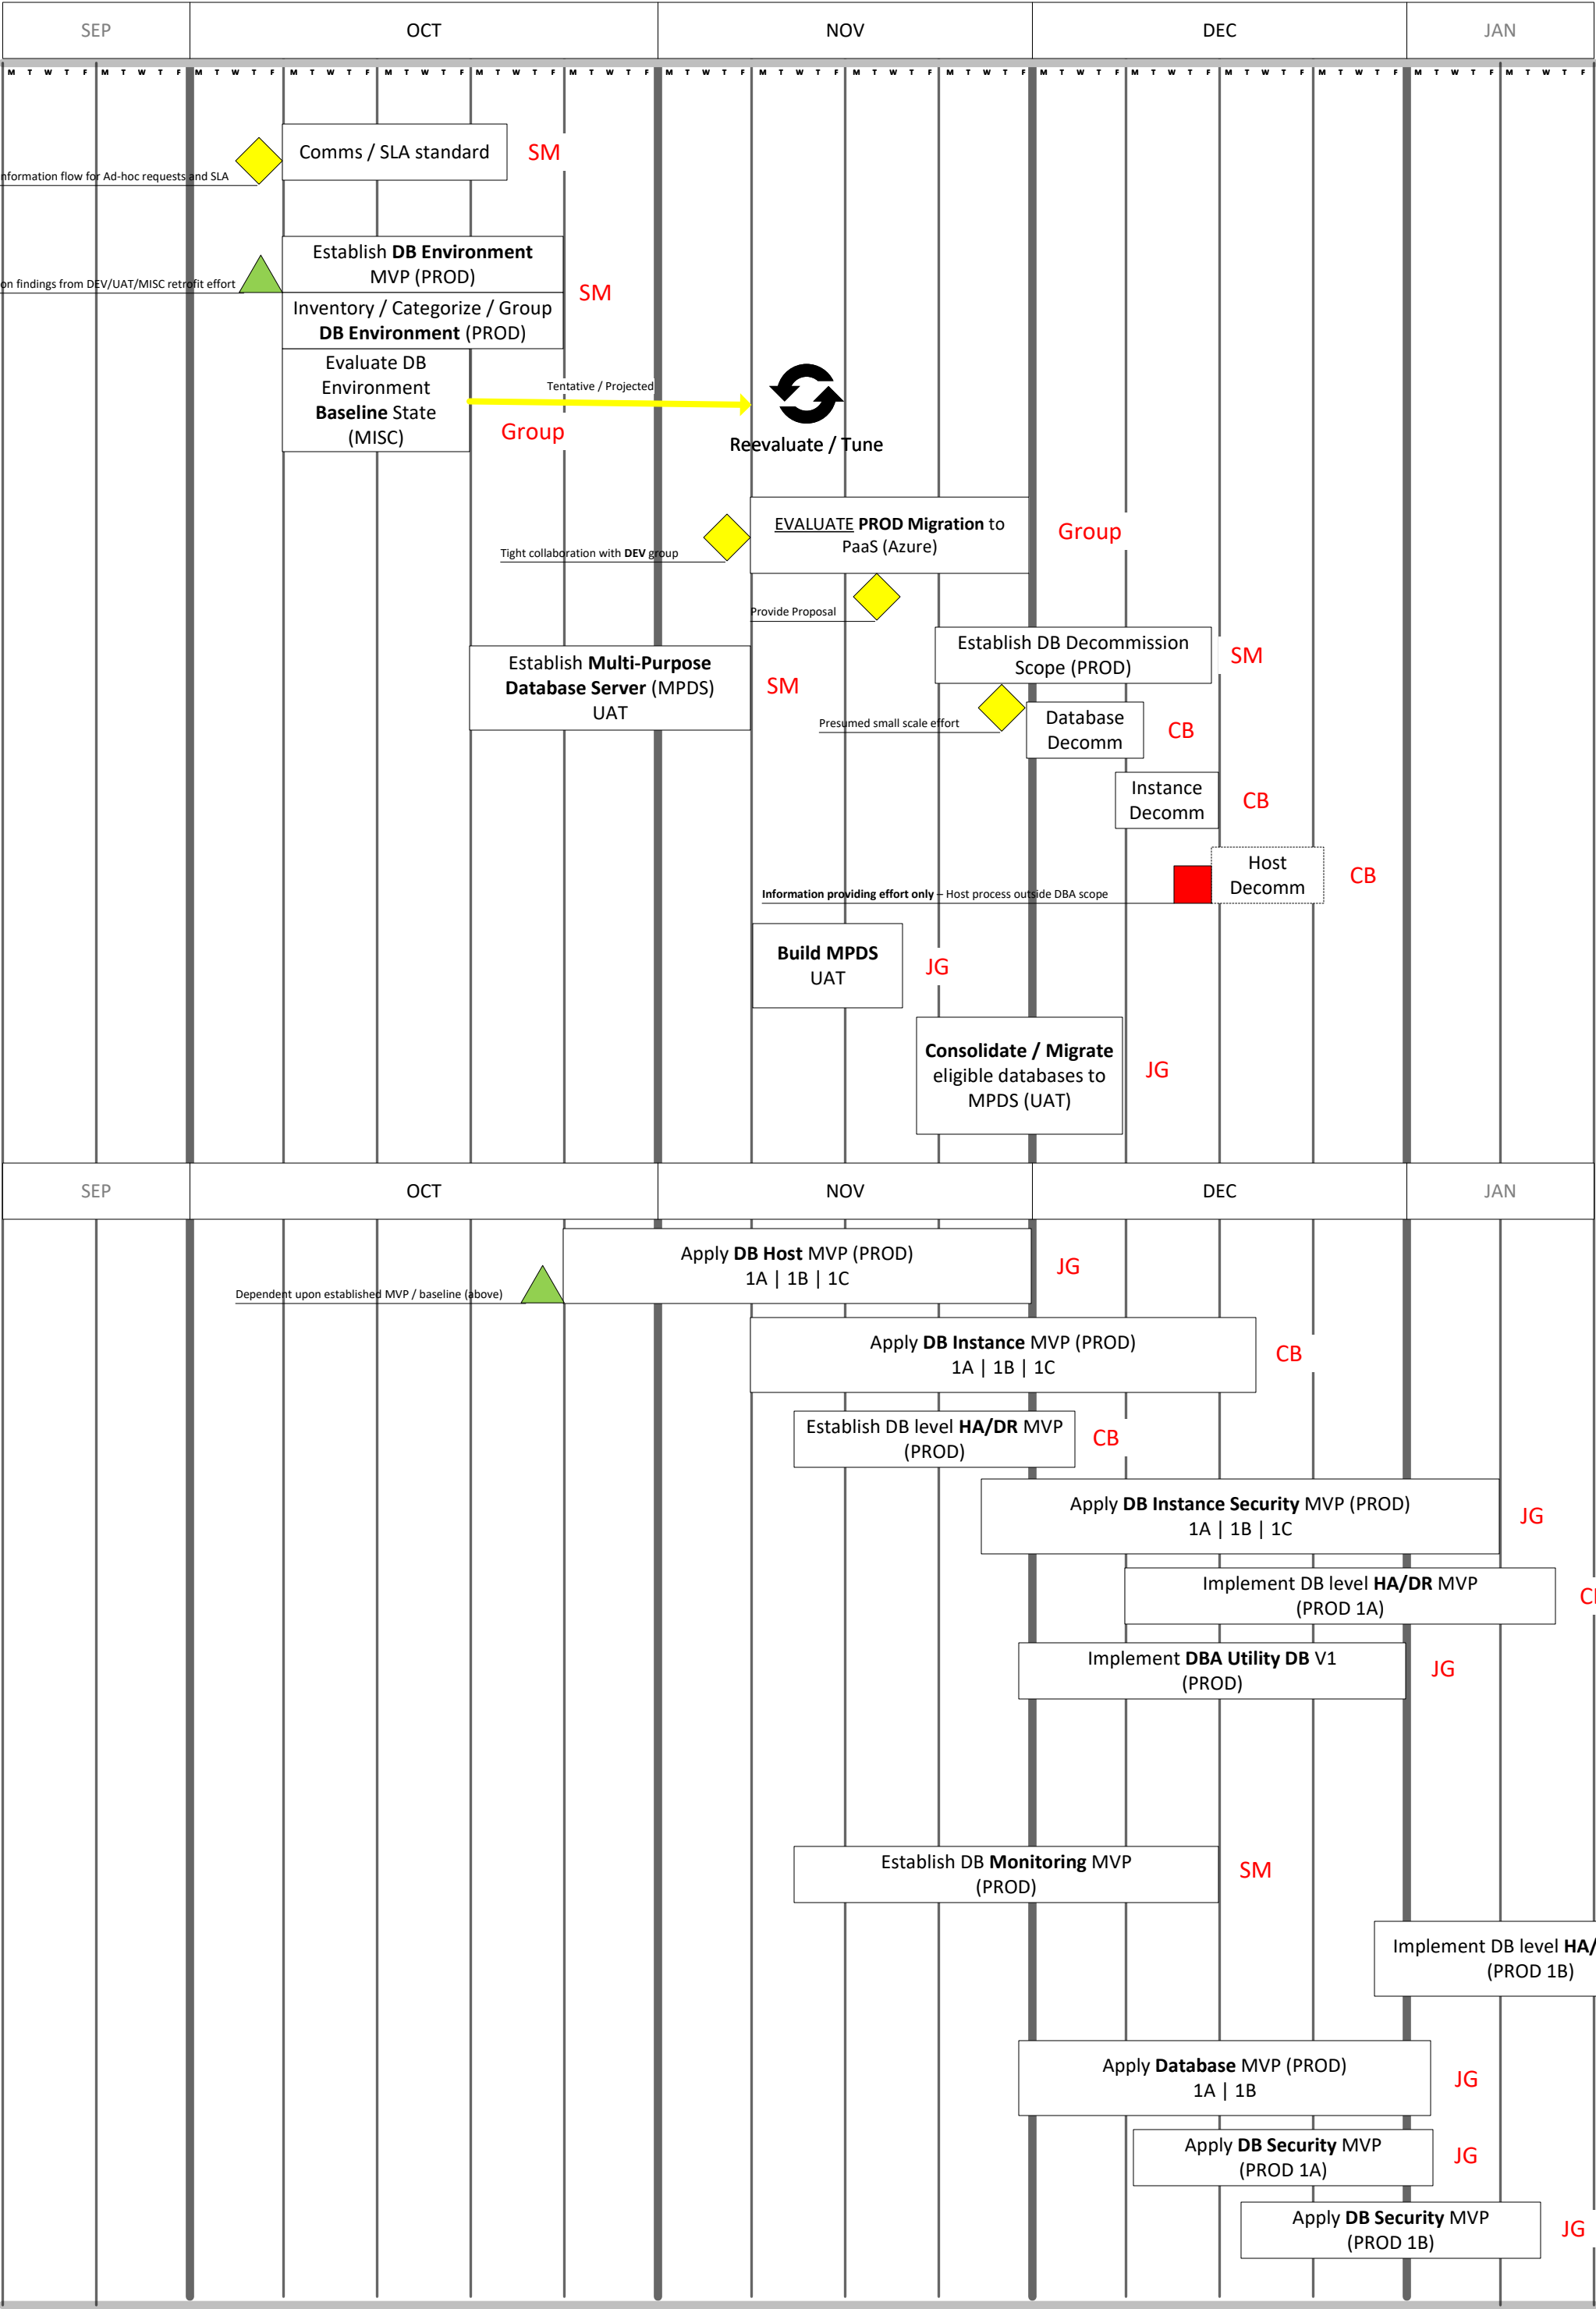 SEP OCT NOV DEC JAN
M T W T F M T W T F M T W T F M T W T F M T W T F M T W T F M T W T F M T W T F M T W T F M T W T F M T W T F M T W T F M T W T F M T W T F M T W T F M T W T F M T W T F
Comms / SLA standard
SM
nformation flow for Ad-hoc requests and SLA
Establish DB Environment
MVP (PROD)
on findings from DEV/UAT/MISC retrofit effort
SM
Inventory / Categorize / Group
DB Environment (PROD)
Evaluate DB
Environment
Baseline State
(MISC)
Tentative / Projected
Group
Reevaluate / Tune
EVALUATE PROD Migration to
PaaS (Azure)
Group
Tight collaboration with DEV group
Provide Proposal
Establish DB Decommission
Scope (PROD)
SM
Establish Multi-Purpose
Database Server (MPDS)
UAT
SM
Presumed small scale effort
Database
Decomm
CB
Instance
Decomm
CB
Host
Decomm
CB
Information providing effort only – Host process outside DBA scope
Build MPDS
UAT
JG
Consolidate / Migrate
eligible databases to
MPDS (UAT)
JG
SEP OCT NOV DEC JAN
Apply DB Host MVP (PROD)
1A | 1B | 1C
JG
Dependent upon established MVP / baseline (above)
Apply DB Instance MVP (PROD)
1A | 1B | 1C
CB
Establish DB level HA/DR MVP
(PROD)
CB
Apply DB Instance Security MVP (PROD)
1A | 1B | 1C
JG
Implement DB level HA/DR MVP
(PROD 1A)
Implement DBA Utility DB V1
(PROD)
JG
Establish DB Monitoring MVP
(PROD)
SM
Implement DB level HA/
(PROD 1B)
Apply Database MVP (PROD)
1A | 1B
JG
Apply DB Security MVP
(PROD 1A)
JG
Apply DB Security MVP
(PROD 1B)
JG